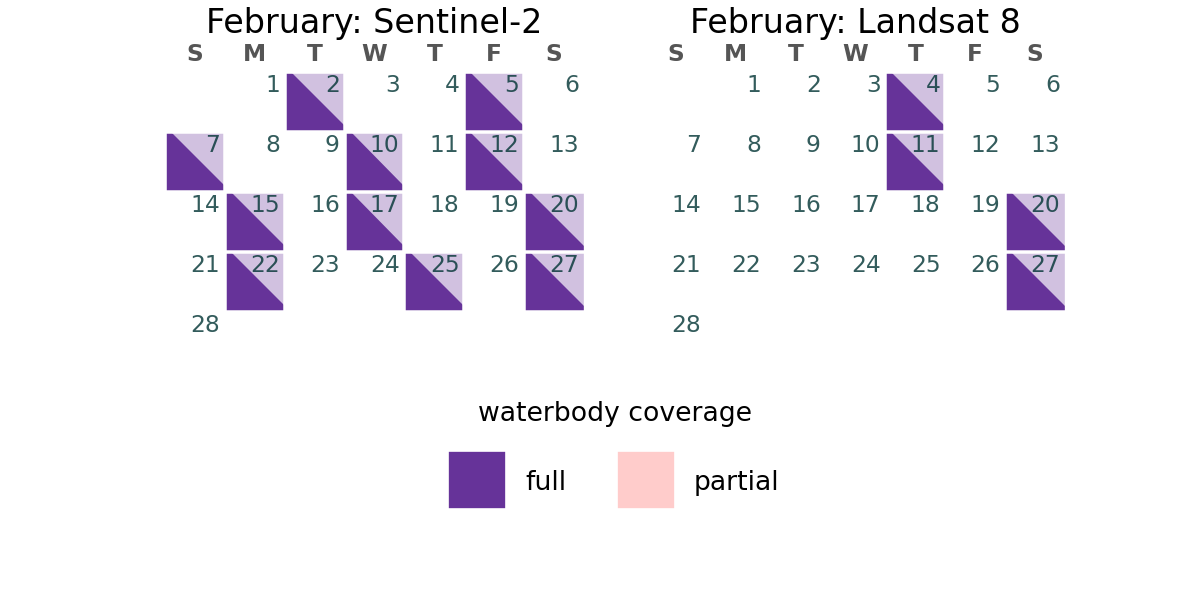 February: Sentinel-2
S M T W T F S
1 2 3 4 5 6
7 8 9 10 11 12 13
14 15 16 17 18 19 20
21 22 23 24 25 26 27
28
February: Landsat 8
S M T W T F S
1 2 3 4 5 6
7 8 9 10 11 12 13
14 15 16 17 18 19 20
21 22 23 24 25 26 27
28
waterbody coverage
full partial